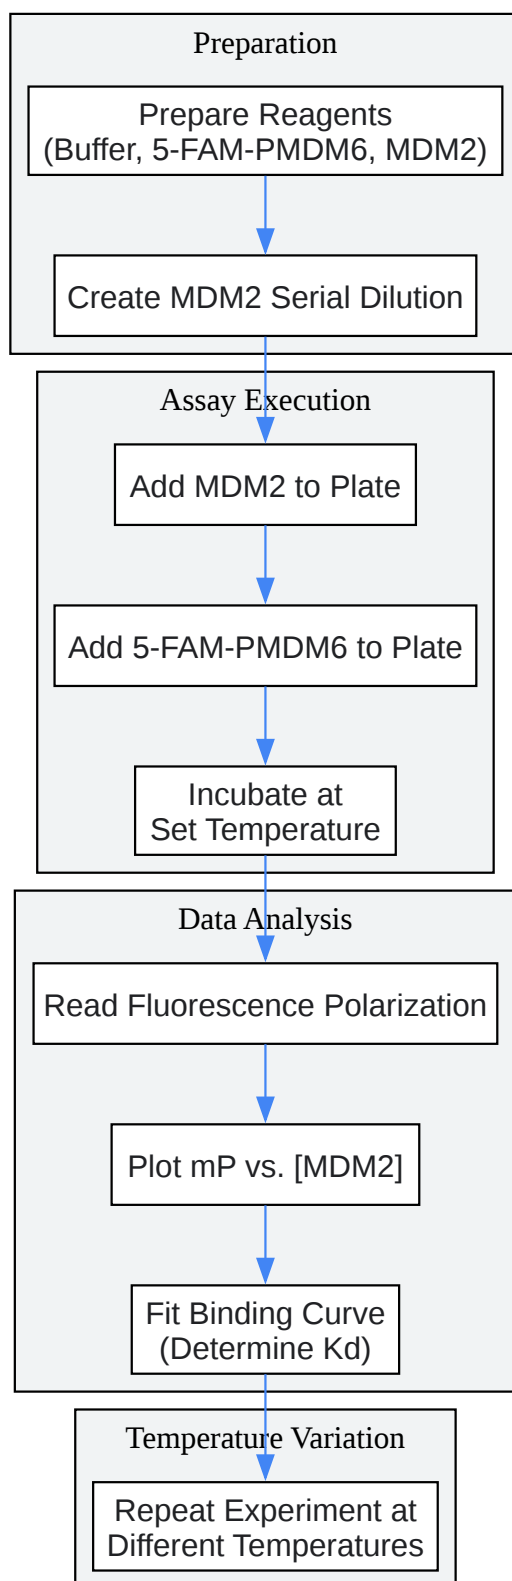 Preparation
Prepare Reagents
(Buffer, 5-FAM-PMDM6, MDM2)
Create MDM2 Serial Dilution
Assay Execution
Add MDM2 to Plate
Add 5-FAM-PMDM6 to Plate
Incubate at
Set Temperature
Data Analysis
Read Fluorescence Polarization
Plot mP vs. [MDM2]
Fit Binding Curve
(Determine Kd)
Temperature Variation
Repeat Experiment at
Different Temperatures